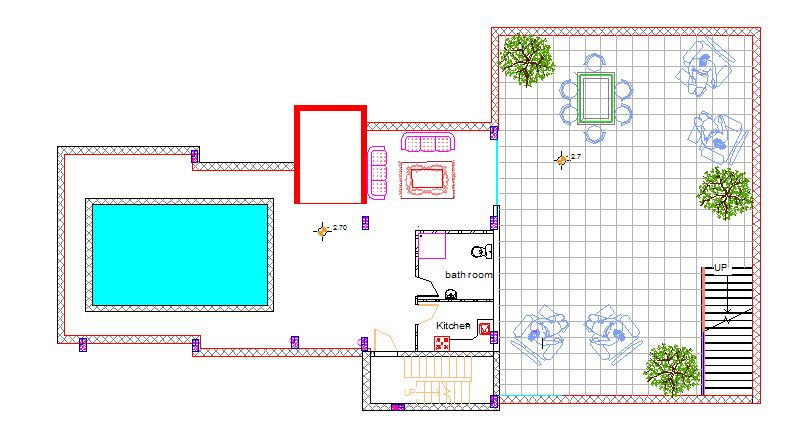 2.7
UP
2.70
bath room
Kitchen
UP